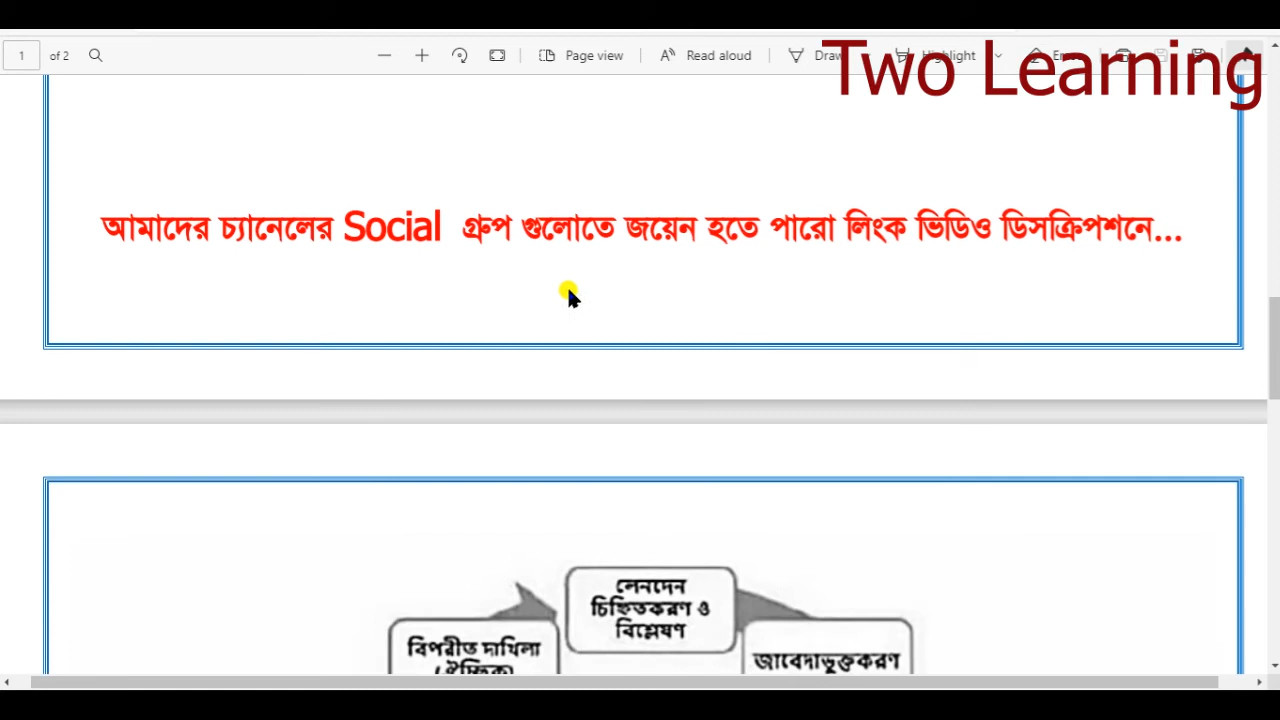 Two Learning
1 of 2 Page view Read aloud Draw Highlight
আমাদের চ্যানেলের Social গ্রুপ গুলোতে জয়েন হতে পারো লিংক ভিডিও ডিসক্রিপশনে...
লেনদেন
চিহ্নিতকরণ ও
বিশ্লেষণ
বিপরীত দাখিলা
(ঐচ্ছিক)
জাবেদাভুক্তকরণ